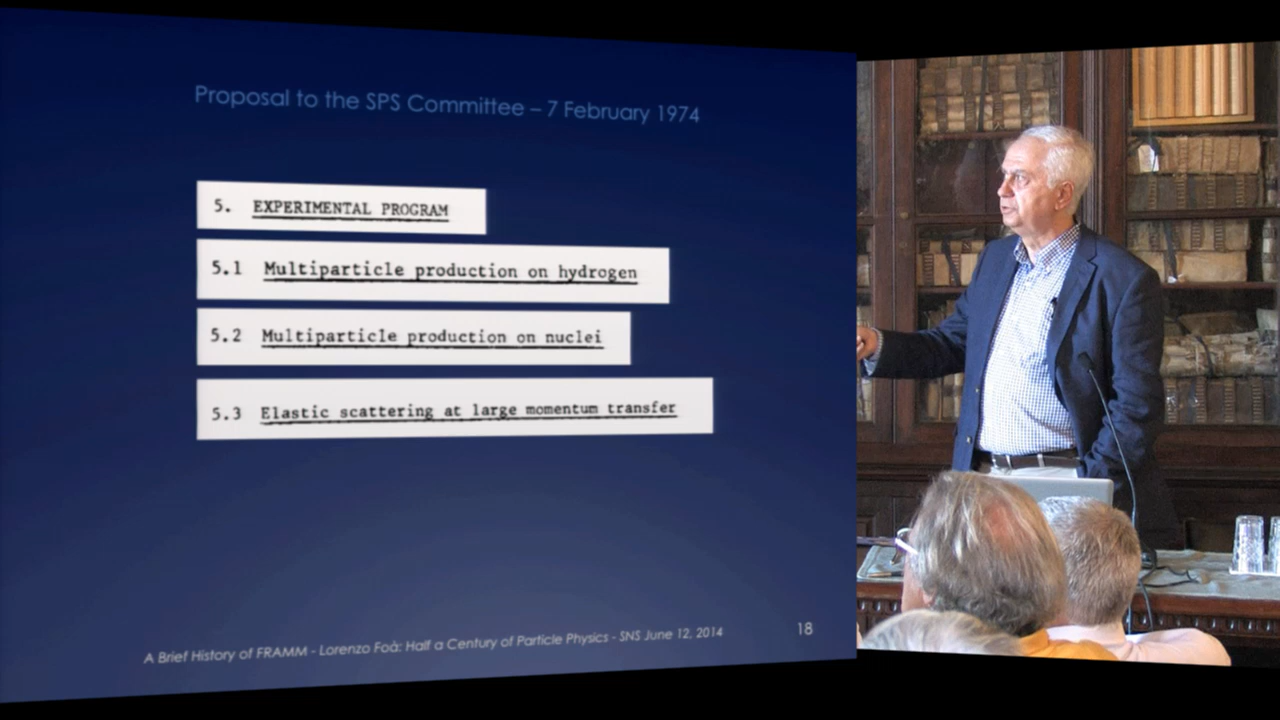 Proposal to the SPS Committee – 7 February 1974
5. EXPERIMENTAL PROGRAM
5.1 Multiparticle production on hydrogen
5.2 Multiparticle production on nuclei
5.3 Elastic scattering at large momentum transfer
A Brief History of FRAMM - Lorenzo Foà: Half a Century of Particle Physics - SNS June 12, 2014
18